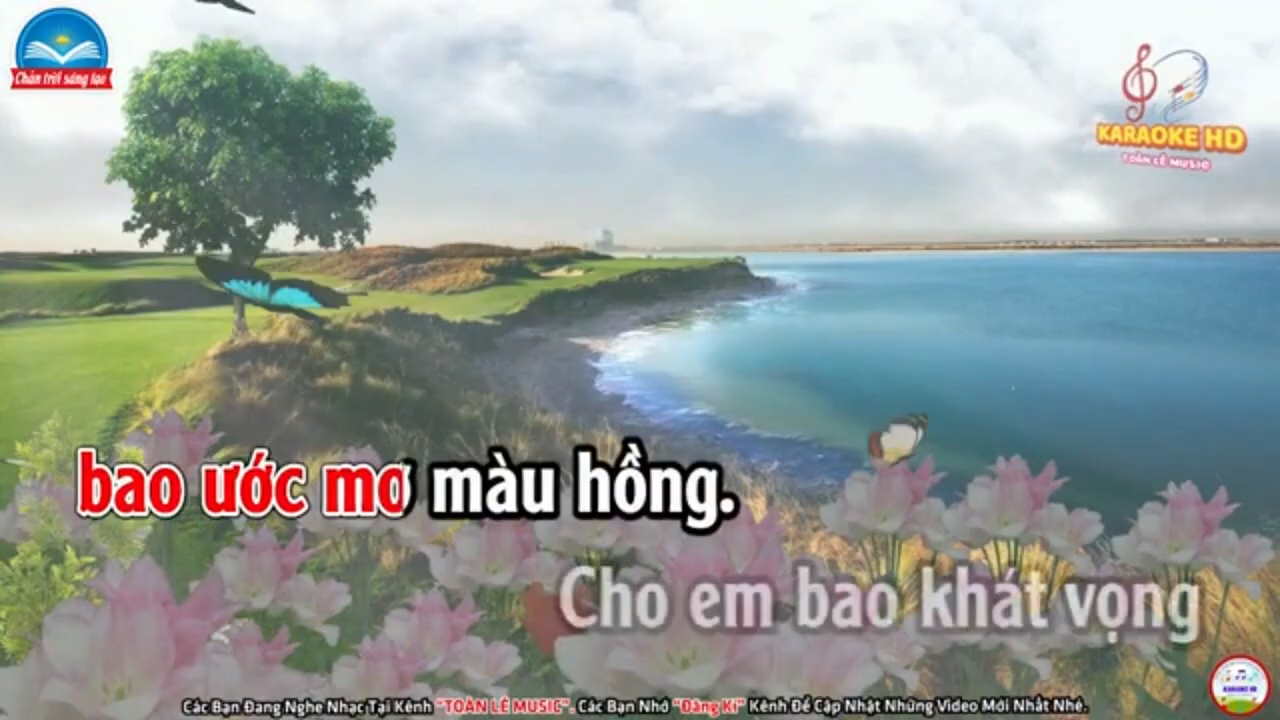 Chân trời sáng tạo
KARAOKE HD
TOÀN LÊ MUSIC
bao ước mơ màu hồng.
Cho em bao khát vọng
KARAOKE HD
Các Bạn Đang Nghe Nhạc Tại Kênh "TOÀN LÊ MUSIC". Các Bạn Nhớ "Đăng Kí" Kênh Để Cập Nhật Những Video Mới Nhất Nhé.